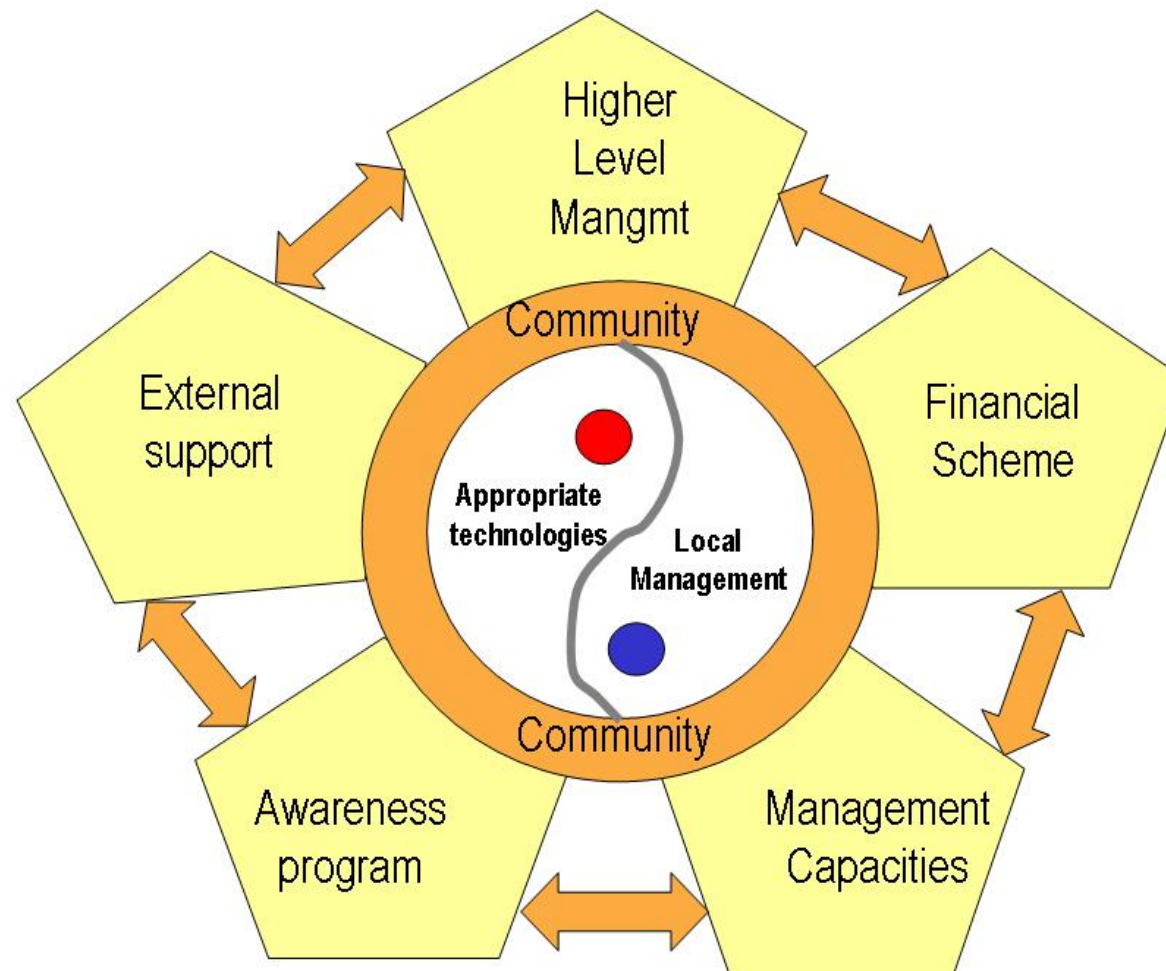 Higher
Level
Mangmt
Community
External
support
Financial
Scheme
Appropriate
technologies
Local
Management
Community
Awareness
program
Management
Capacities